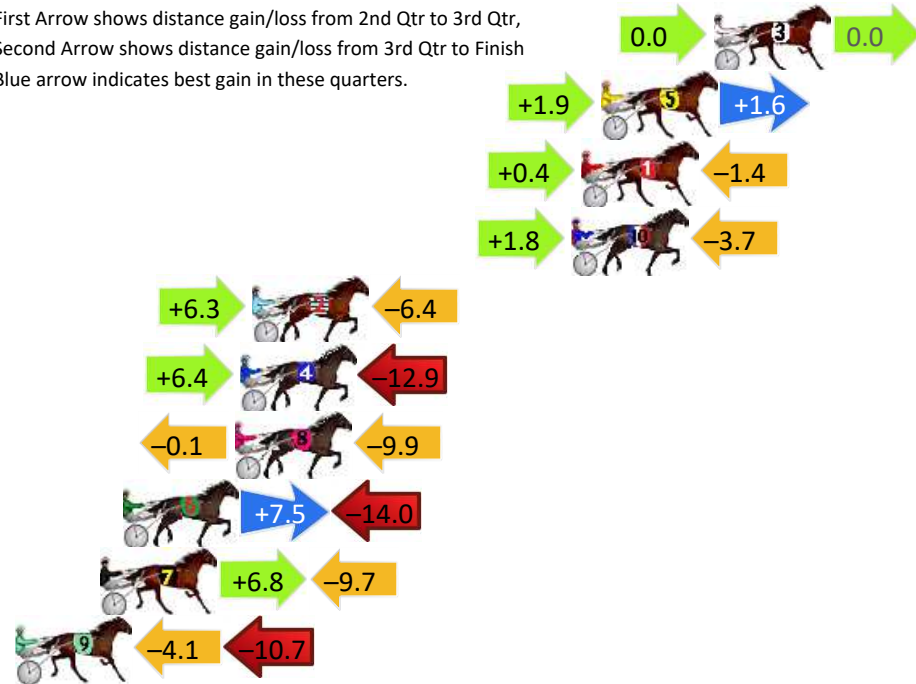 First Arrow shows distance gain/loss from 2nd Qtr to 3rd Qtr,
Second Arrow shows distance gain/loss from 3rd Qtr to Finish
Blue arrow indicates best gain in these quarters.
0.0 3 0.0
+1.9 5 +1.6
+0.4 1 –1.4
+1.8 10 –3.7
+6.3 2 –6.4
+6.4 4 –12.9
–0.1 8 –9.9
6 +7.5 –14.0
7 +6.8 –9.7
9 –4.1 –10.7